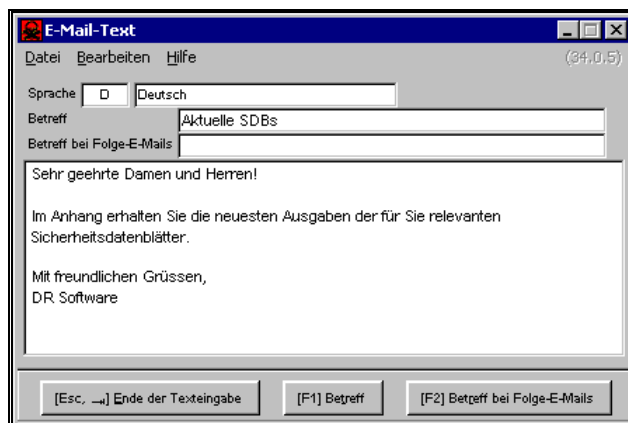 E-Mail-Text
Datei Bearbeiten Hilfe (34.0.5)
Sprache D Deutsch
Betreff Aktuelle SDBs
Betreff bei Folge-E-Mails
Sehr geehrte Damen und Herren!
Im Anhang erhalten Sie die neuesten Ausgaben der für Sie relevanten
Sicherheitsdatenblätter.
Mit freundlichen Grüssen,
DR Software
[Esc, →] Ende der Texteingabe [F1] Betreff [F2] Betreff bei Folge-E-Mails